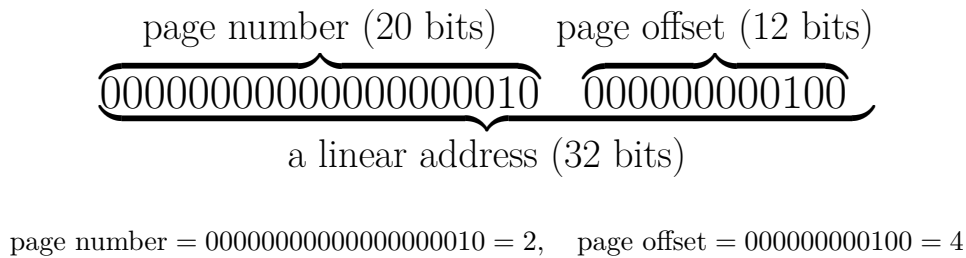 page number (20 bits) page offset (12 bits)
00000000000000000010 000000000100
a linear address (32 bits)
page number = 00000000000000000010 = 2, page offset = 000000000100 = 4